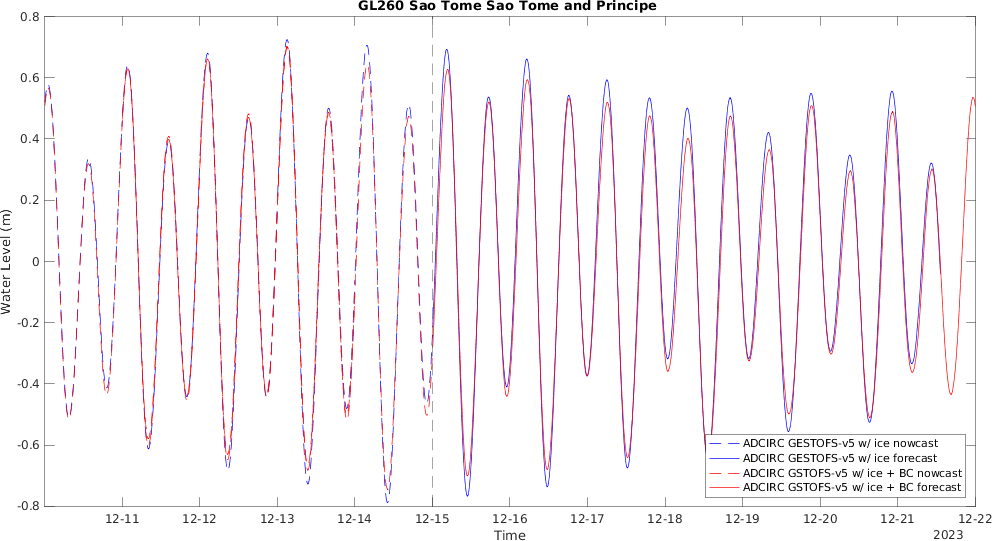 GL260 Sao Tome Sao Tome and Principe
0.8
0.6
0.4
0.2
0
-0.2
-0.4
-0.6
-0.8
Water Level (m)
ADCIRC GESTOFS-v5 w/ ice nowcast
ADCIRC GESTOFS-v5 w/ ice forecast
ADCIRC GSTOFS-v5 w/ ice + BC nowcast
ADCIRC GSTOFS-v5 w/ ice + BC forecast
12-11 12-12 12-13 12-14 12-15 12-16 12-17 12-18 12-19 12-20 12-21 12-22
Time
2023